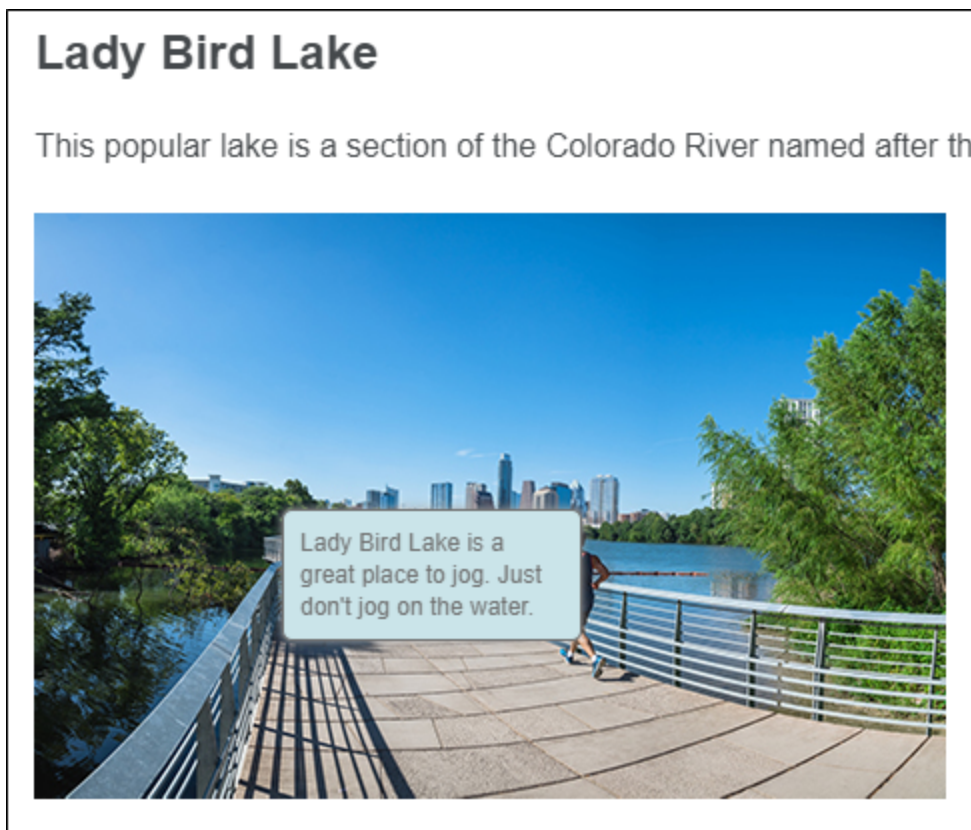 Lady Bird Lake
This popular lake is a section of the Colorado River named after th
Lady Bird Lake is a
great place to jog. Just
don't jog on the water.